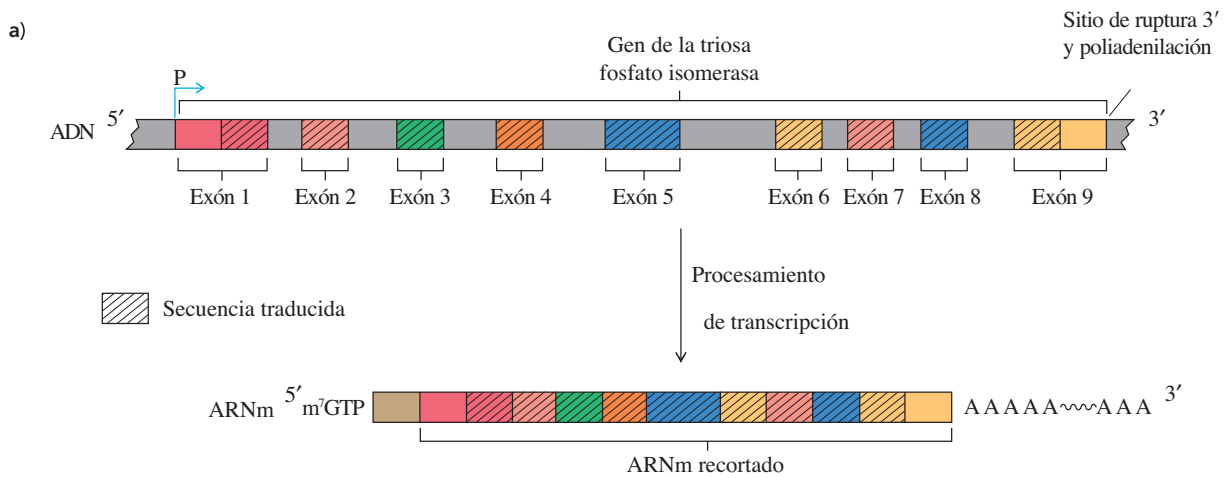 a)
Gen de la triosa
fosfato isomerasa
Sitio de ruptura 3′
y poliadenilación
P
ADN 5′
3′
Exón 1
Exón 2
Exón 3
Exón 4
Exón 5
Exón 6
Exón 7
Exón 8
Exón 9
Procesamiento
de transcripción
Secuencia traducida
ARNm 5′ m⁷GTP
A A A A A A A A 3′
ARNm recortado